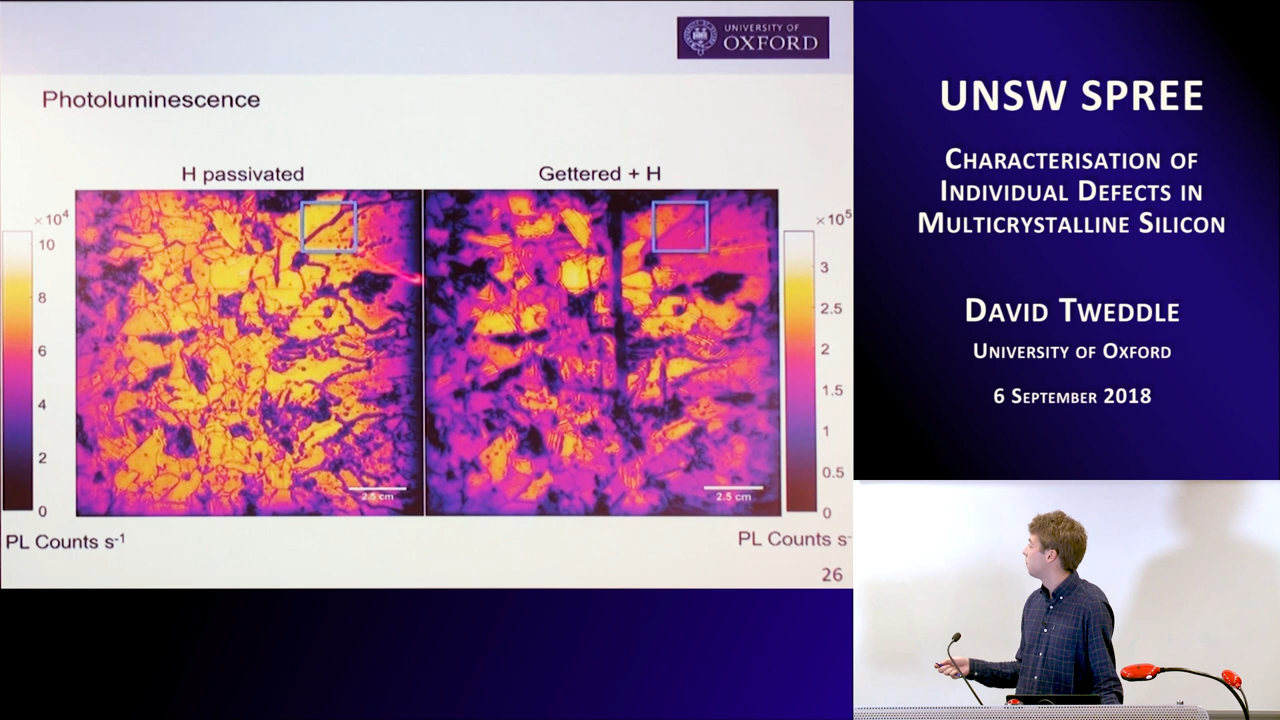 UNIVERSITY OF
OXFORD
Photoluminescence
H passivated
Gettered + H
×10⁴
10
8
6
4
2
0
2.5 cm
2.5 cm
×10⁵
3
2.5
2
1.5
1
0.5
0
PL Counts s⁻¹
PL Counts s⁻
26
UNSW SPREE
CHARACTERISATION OF
INDIVIDUAL DEFECTS IN
MULTICRYSTALLINE SILICON
DAVID TWEDDLE
UNIVERSITY OF OXFORD
6 SEPTEMBER 2018